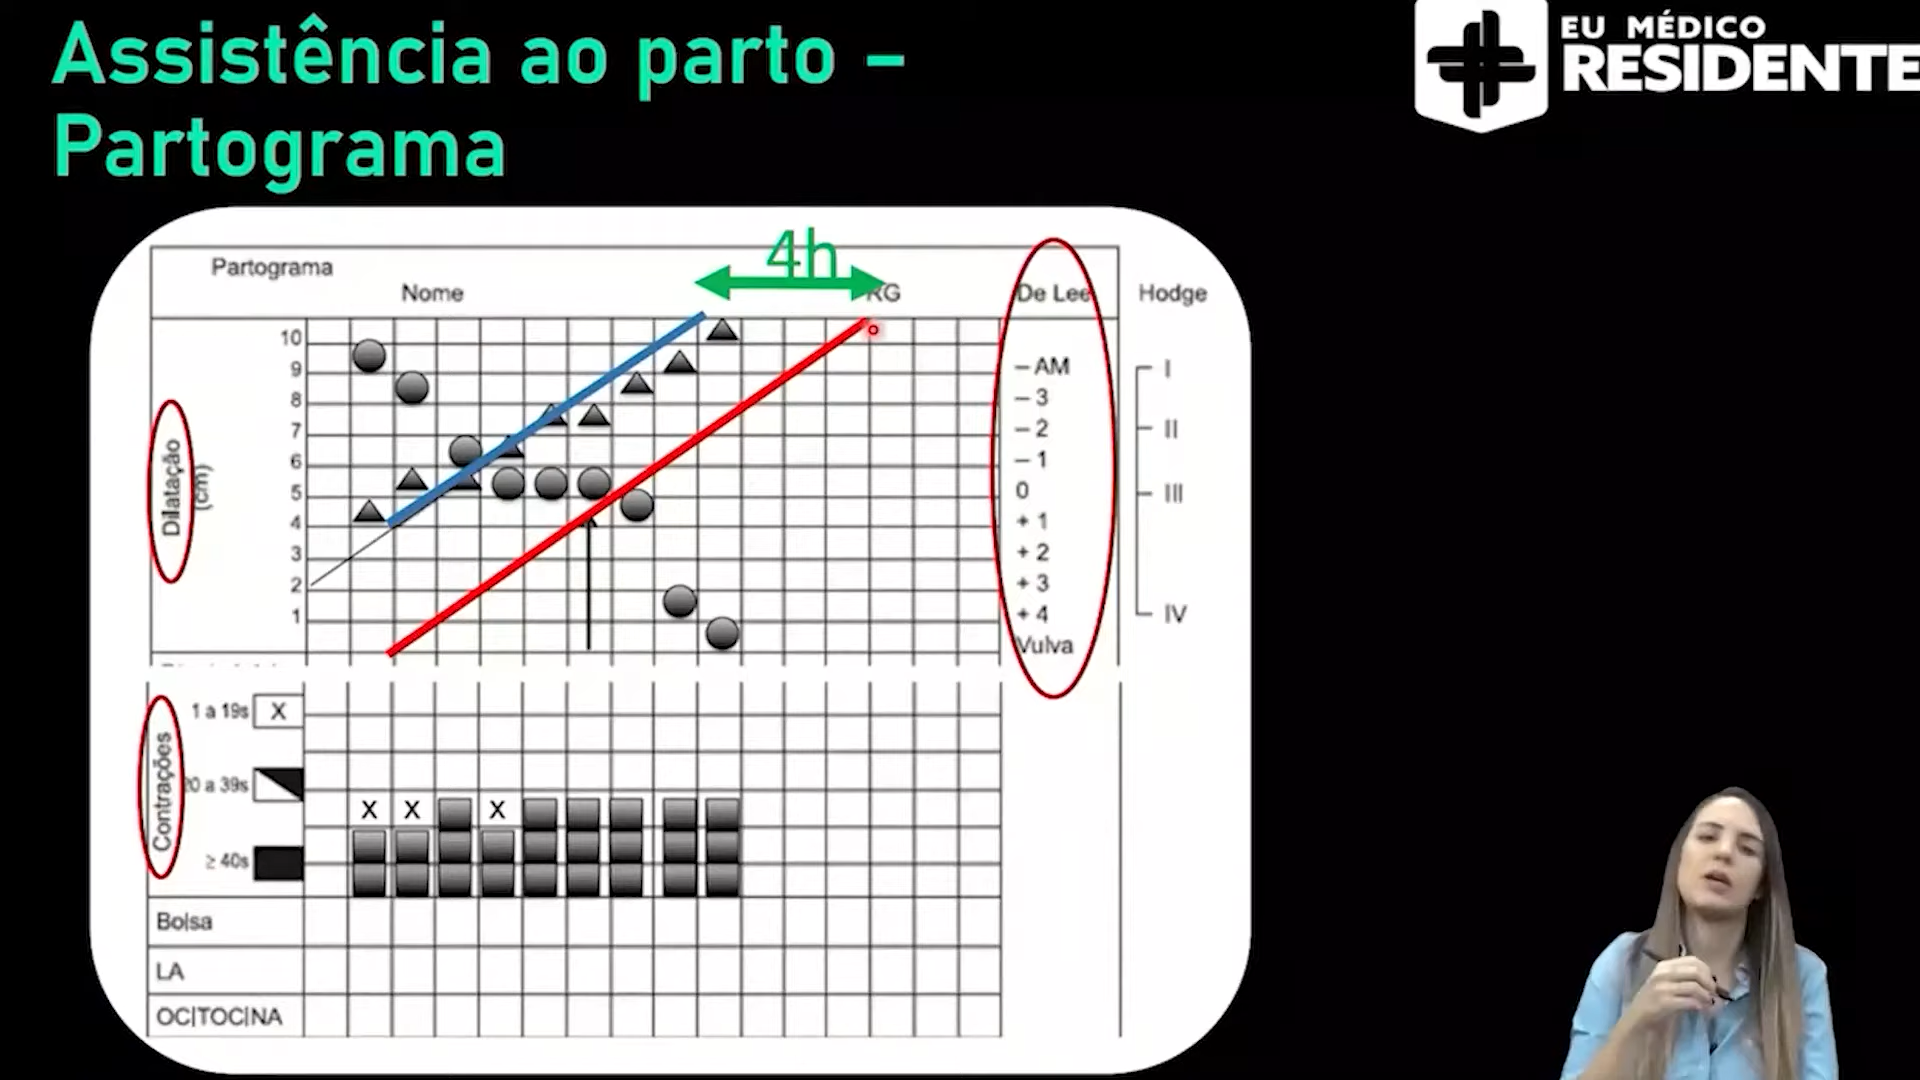 Assistência ao parto –
Partograma
EU MÉDICO
RESIDENTE
4h
Partograma
Nome
RG
De Lee
Hodge
Dilatação
(cm)
10
9
8
7
6
5
4
3
2
1
– AM
– 3
– 2
– 1
0
+ 1
+ 2
+ 3
+ 4
Vulva
I
II
III
IV
Contrações
1 a 19s X
20 a 39s
≥ 40s
X X X
Bolsa
LA
OCITOCINA